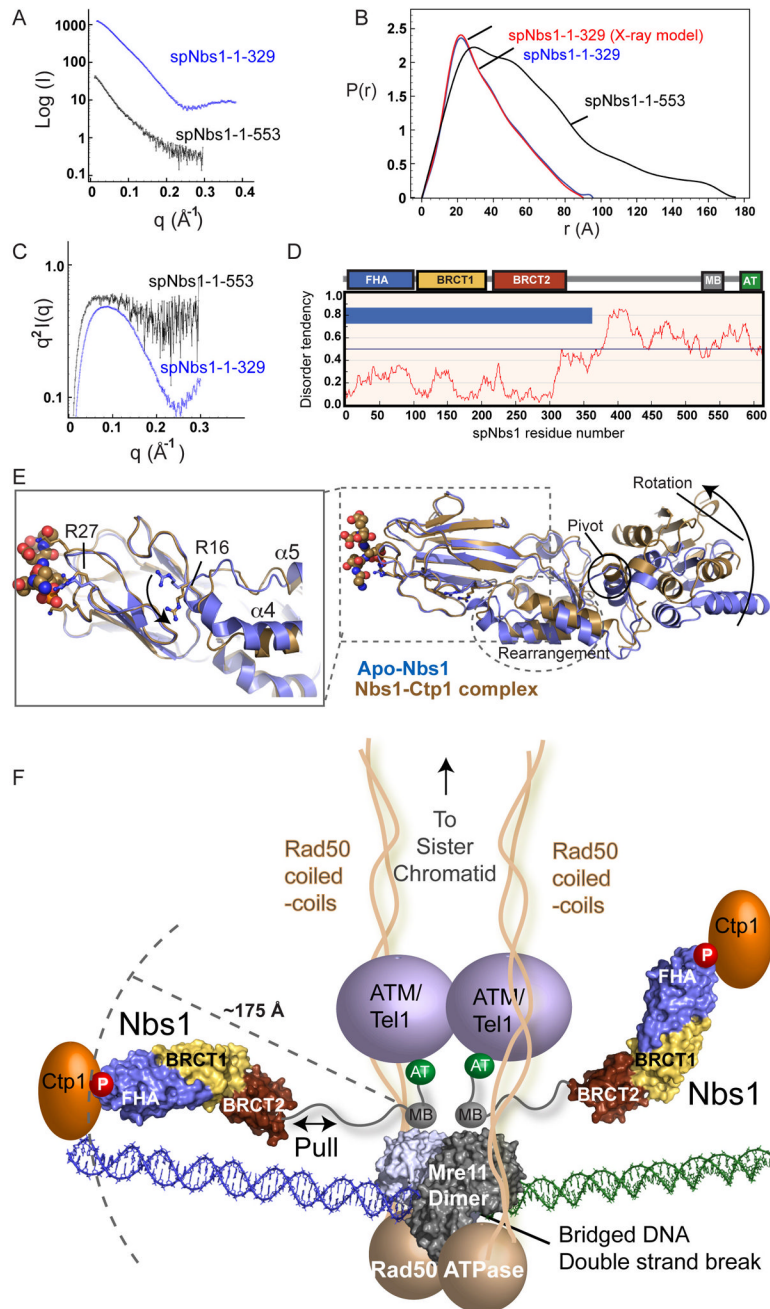 A
1000
100
10
1
0.1
Log (I)
spNbs1-1-329
spNbs1-1-553
0 0.1 0.2 0.3 0.4
q (Å-1)
B
2.5
2
1.5
1
0.5
0
P(r)
spNbs1-1-329 (X-ray model)
spNbs1-1-329
spNbs1-1-553
0 20 40 60 80 100 120 140 160 180
r (A)
C
1.0
0.1
q2I(q)
spNbs1-1-553
spNbs1-1-329
0 0.1 0.2 0.3
q (Å-1)
D
FHA BRCT1 BRCT2 MB AT
1.0
0.8
0.6
0.4
0.2
0.0
Disorder tendency
0 100 200 300 400 500 600
spNbs1 residue number
E
R27
R16
α5
α4
Rotation
Pivot
Rearrangement
Apo-Nbs1
Nbs1-Ctp1 complex
F
To
Sister
Chromatid
Rad50
coiled
-coils
Rad50
coiled
-coils
Ctp1
P
FHA
BRCT1
BRCT2
Nbs1
ATM/
Tel1
ATM/
Tel1
~175 Å
Nbs1
Ctp1
P
FHA
BRCT1
BRCT2
AT
AT
MB
MB
Pull
Mre11
Dimer
Bridged DNA
Double strand break
Rad50 ATPase